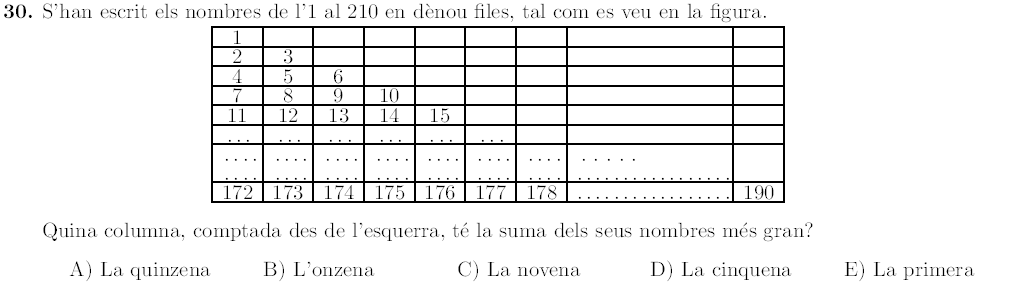 30. S'han escrit els nombres de l'1 al 210 en dènou files, tal com es veu en la figura.
1
2 3
4 5 6
7 8 9 10
11 12 13 14 15
... ... ... ... ... ...
.... .... .... .... .... .... .... .....
.... .... .... .... .... .... .... .................
172 173 174 175 176 177 178 ................. 190
Quina columna, comptada des de l'esquerra, té la suma dels seus nombres més gran?
A) La quinzena B) L'onzena C) La novena D) La cinquena E) La primera